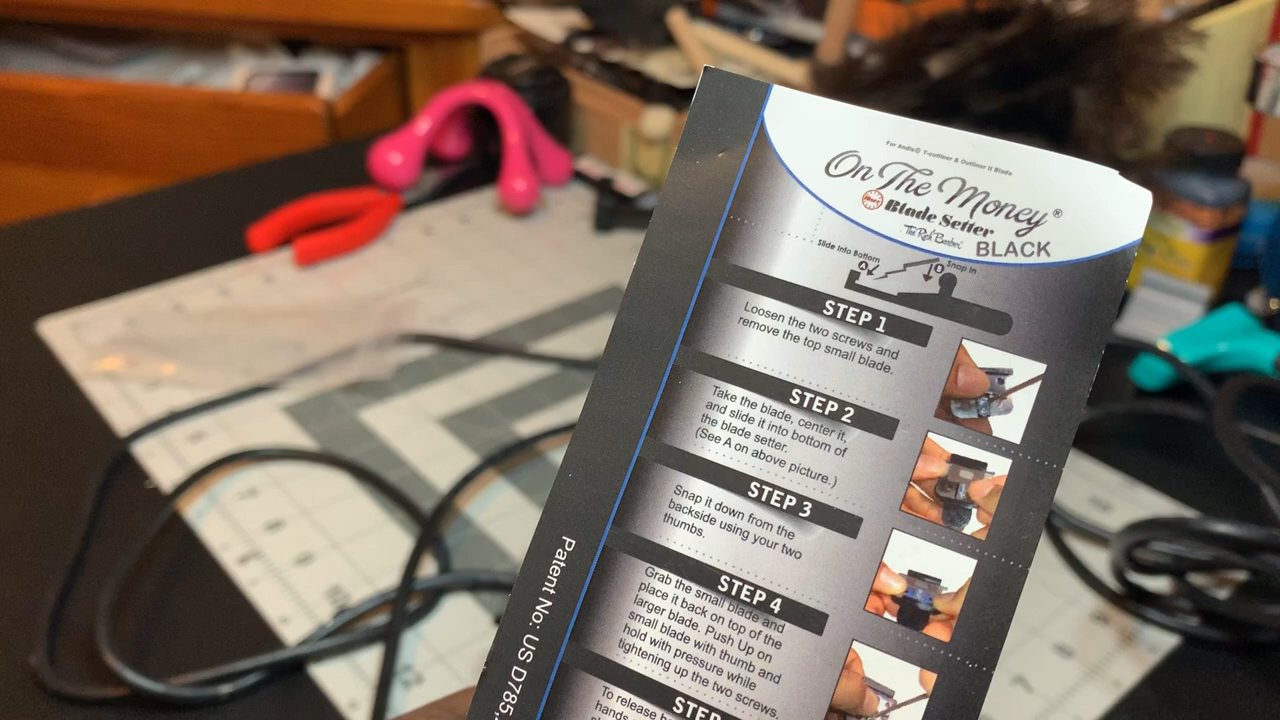 For Andis® T-outliner & Outliner II Blade
On The Money®
Blade Setter
The Rich Barber
BLACK
Slide Into Bottom
A
B
Snap In
STEP 1
Loosen the two screws and
remove the top small blade.
STEP 2
Take the blade, center it,
and slide it into bottom of
the blade setter.
(See A on above picture.)
STEP 3
Snap it down from the
backside using your two
thumbs.
STEP 4
Grab the small blade and
place it back on top of the
larger blade. Push Up on
small blade with thumb and
hold with pressure while
tightening up the two screws.
STEP
To release
hands
Patent No: US D785,